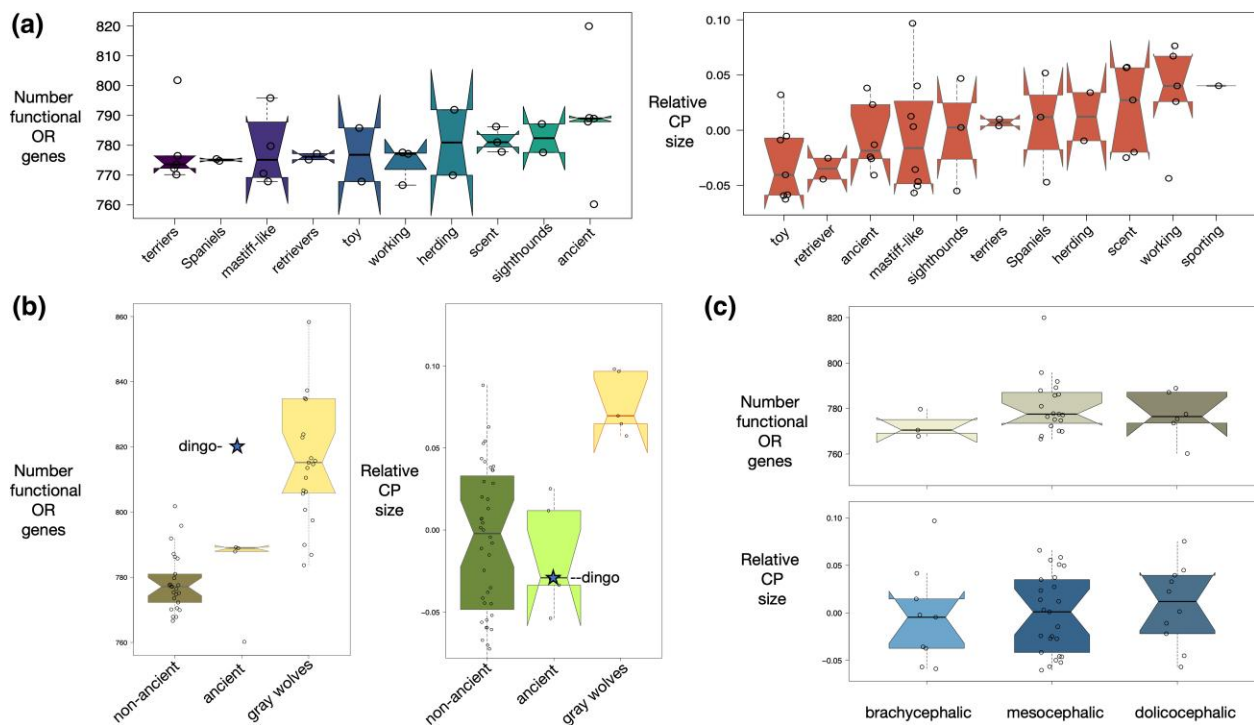 (a)
Number
functional
OR
genes
820
810
800
790
780
770
760
terriers
Spaniels
mastiff-like
retrievers
toy
working
herding
scent
sighthounds
ancient
Relative
CP
size
0.10
0.05
0.00
−0.05
toy
retriever
ancient
mastiff-like
sighthounds
terriers
Spaniels
herding
scent
working
sporting
(b)
Number
functional
OR
genes
860
840
820
800
780
760
dingo-
non-ancient
ancient
gray wolves
Relative
CP
size
0.10
0.05
0.00
−0.05
--dingo
non-ancient
ancient
gray wolves
(c)
Number
functional
OR
genes
820
800
780
760
Relative
CP
size
0.10
0.05
0.00
−0.05
brachycephalic
mesocephalic
dolicocephalic